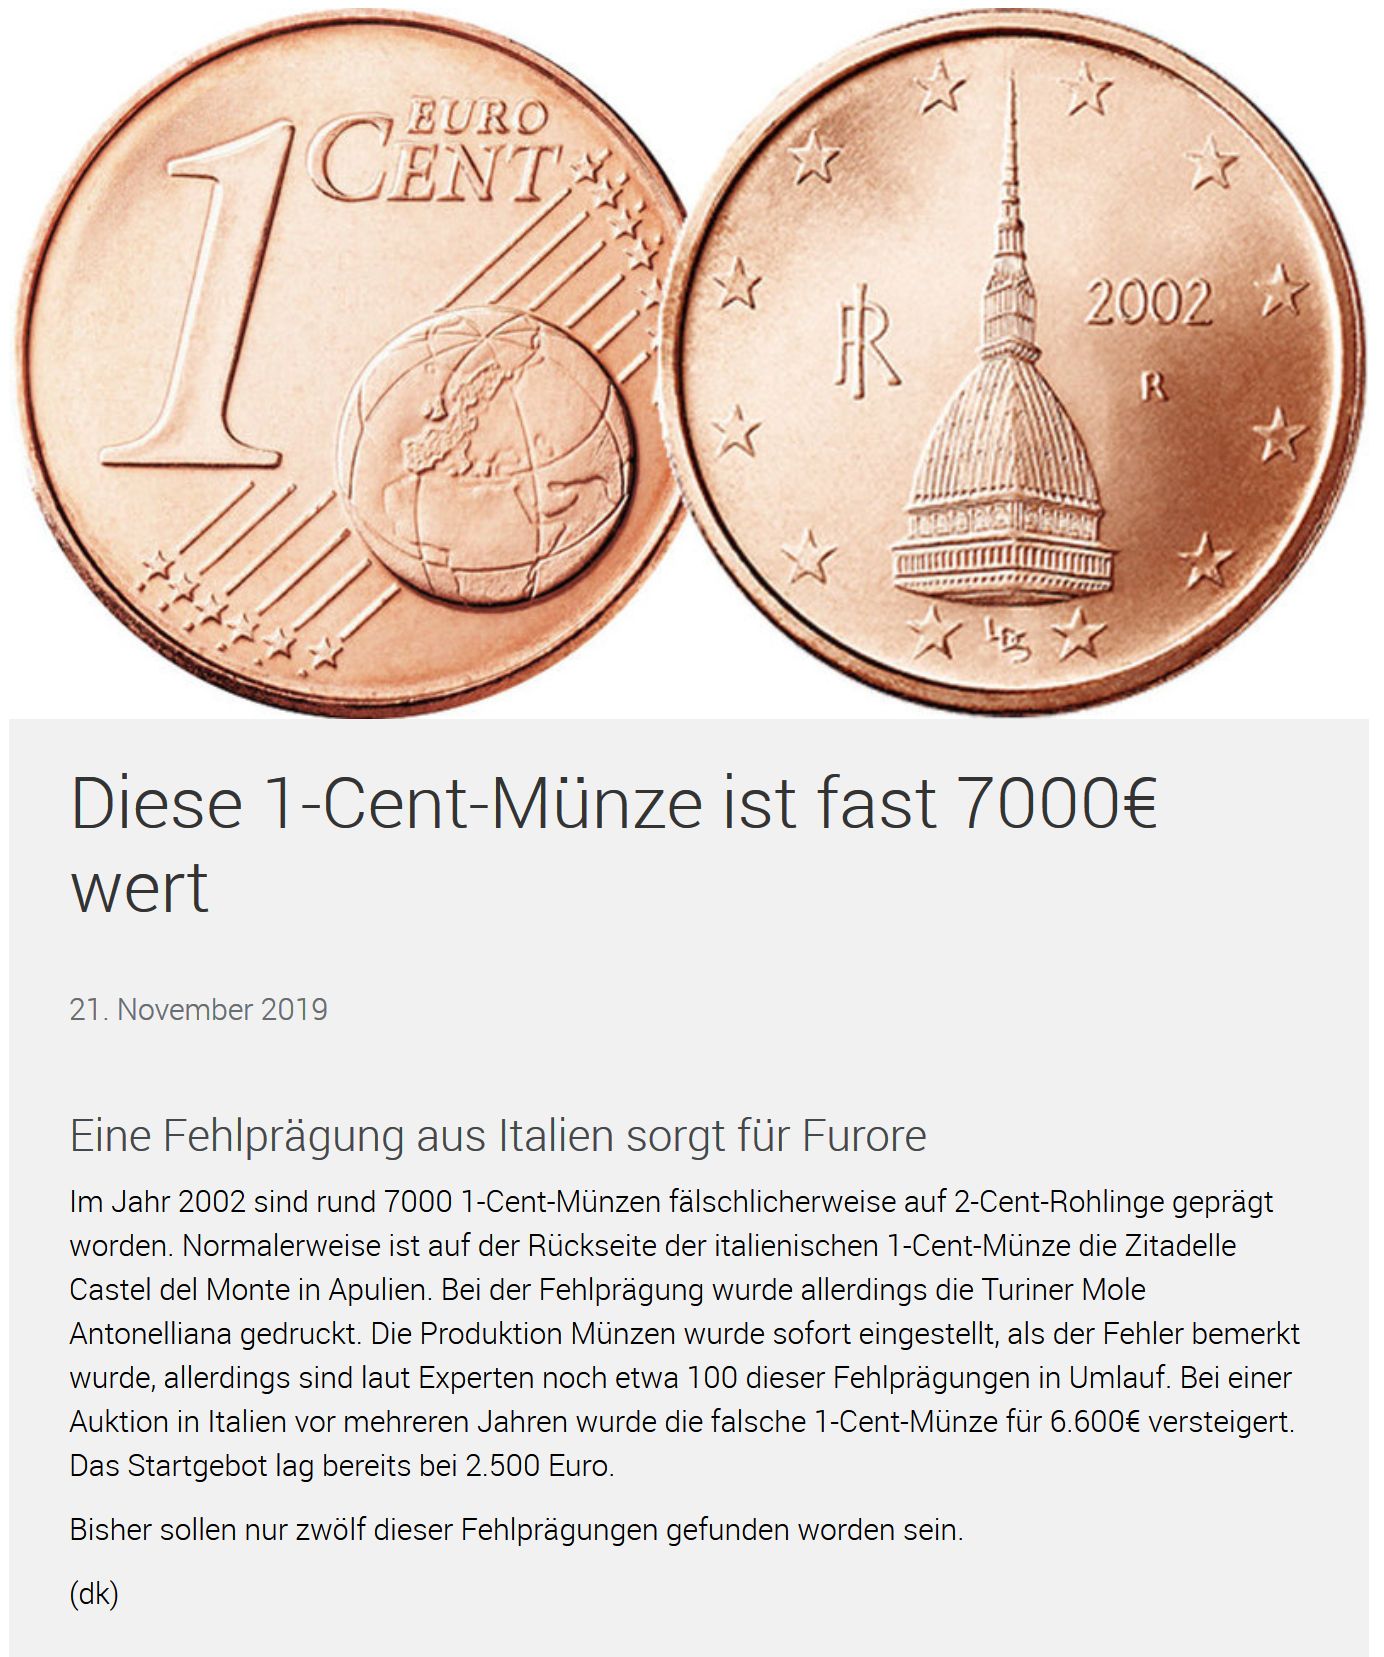 1
EURO
CENT
RI
2002
R
LDS
Diese 1-Cent-Münze ist fast 7000€
wert
21. November 2019
Eine Fehlprägung aus Italien sorgt für Furore
Im Jahr 2002 sind rund 7000 1-Cent-Münzen fälschlicherweise auf 2-Cent-Rohlinge geprägt
worden. Normalerweise ist auf der Rückseite der italienischen 1-Cent-Münze die Zitadelle
Castel del Monte in Apulien. Bei der Fehlprägung wurde allerdings die Turiner Mole
Antonelliana gedruckt. Die Produktion Münzen wurde sofort eingestellt, als der Fehler bemerkt
wurde, allerdings sind laut Experten noch etwa 100 dieser Fehlprägungen in Umlauf. Bei einer
Auktion in Italien vor mehreren Jahren wurde die falsche 1-Cent-Münze für 6.600€ versteigert.
Das Startgebot lag bereits bei 2.500 Euro.
Bisher sollen nur zwölf dieser Fehlprägungen gefunden worden sein.
(dk)